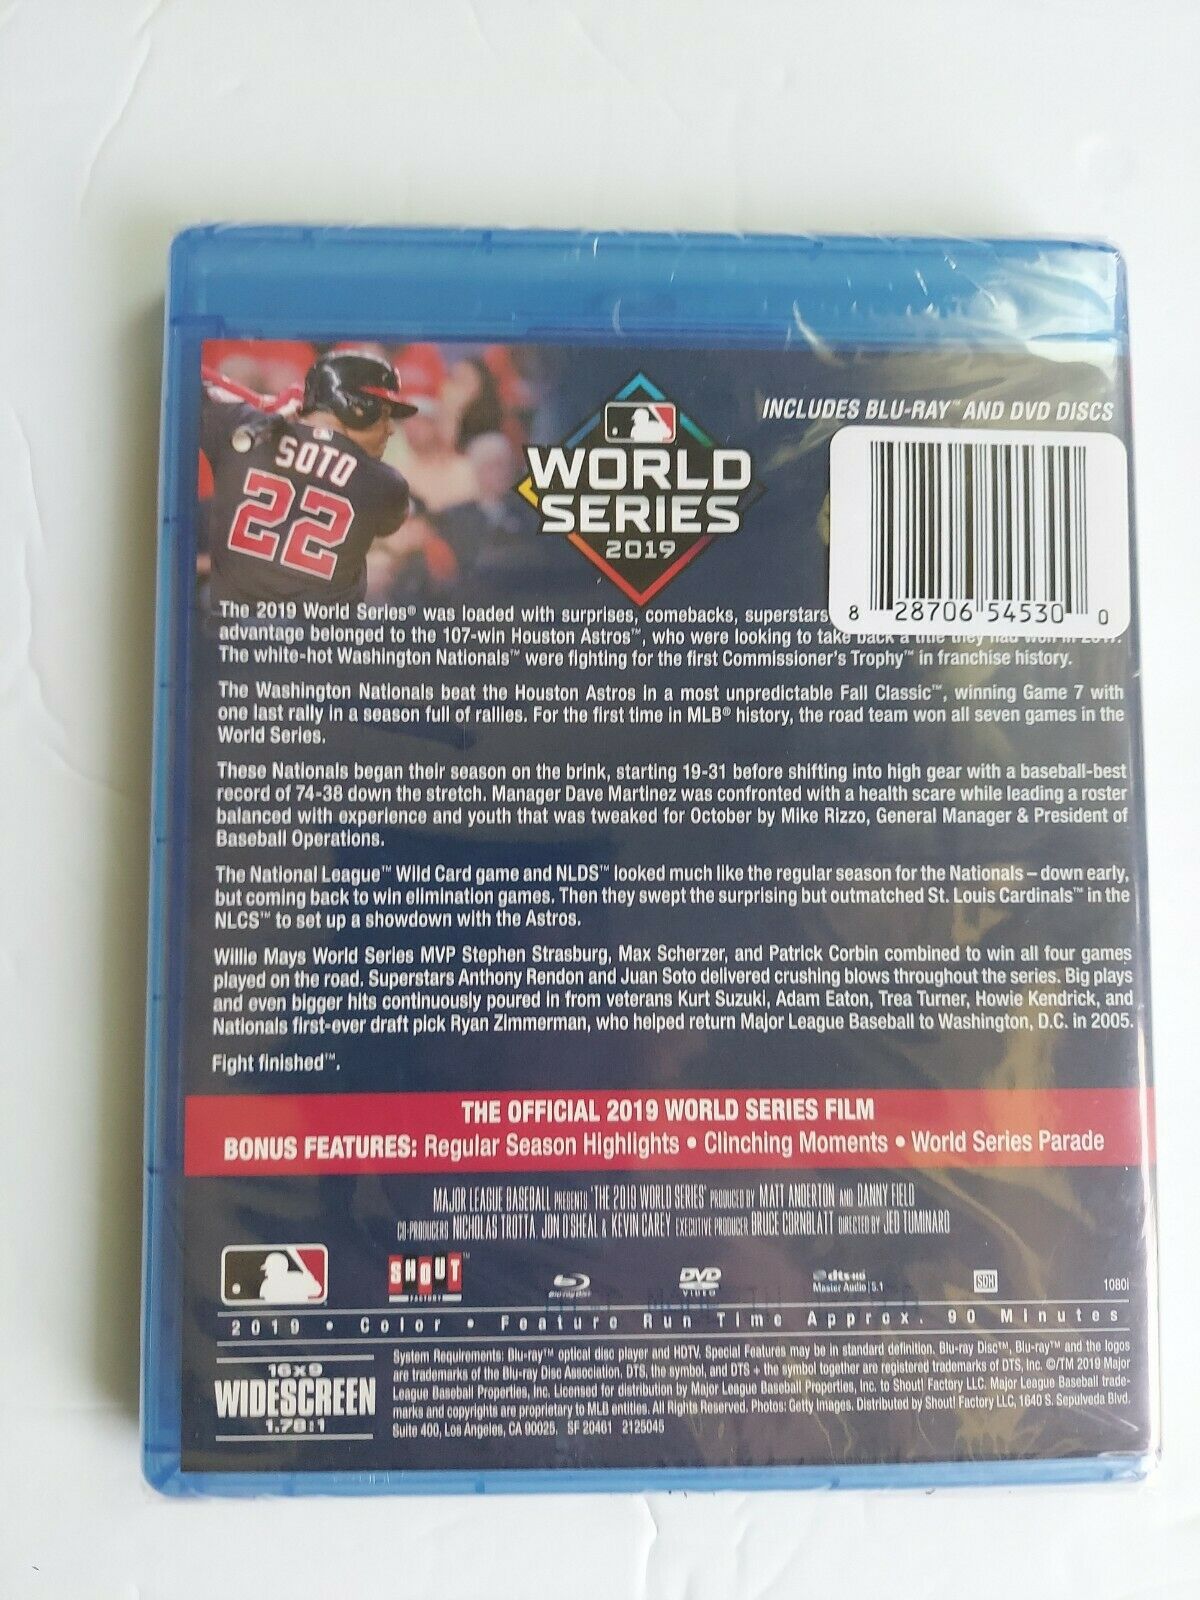 INCLUDES BLU-RAY™ AND DVD DISCS
SOTO
22
WORLD
SERIES
2019
8 28706 54530 0
The 2019 World Series® was loaded with surprises, comebacks, superstars
advantage belonged to the 107-win Houston Astros™, who were looking to take back a title they had won in 2017.
The white-hot Washington Nationals™ were fighting for the first Commissioner's Trophy™ in franchise history.
The Washington Nationals beat the Houston Astros in a most unpredictable Fall Classic™, winning Game 7 with
one last rally in a season full of rallies. For the first time in MLB® history, the road team won all seven games in the
World Series.
These Nationals began their season on the brink, starting 19-31 before shifting into high gear with a baseball-best
record of 74-38 down the stretch. Manager Dave Martinez was confronted with a health scare while leading a roster
balanced with experience and youth that was tweaked for October by Mike Rizzo, General Manager & President of
Baseball Operations.
The National League™ Wild Card game and NLDS™ looked much like the regular season for the Nationals – down early,
but coming back to win elimination games. Then they swept the surprising but outmatched St. Louis Cardinals™ in the
NLCS™ to set up a showdown with the Astros.
Willie Mays World Series MVP Stephen Strasburg, Max Scherzer, and Patrick Corbin combined to win all four games
played on the road. Superstars Anthony Rendon and Juan Soto delivered crushing blows throughout the series. Big plays
and even bigger hits continuously poured in from veterans Kurt Suzuki, Adam Eaton, Trea Turner, Howie Kendrick, and
Nationals first-ever draft pick Ryan Zimmerman, who helped return Major League Baseball to Washington, D.C. in 2005.
Fight finished™.
THE OFFICIAL 2019 WORLD SERIES FILM
BONUS FEATURES: Regular Season Highlights • Clinching Moments • World Series Parade
MAJOR LEAGUE BASEBALL PRESENTS 'THE 2019 WORLD SERIES' PRODUCED BY MATT ANDERTON AND DANNY FIELD
CO-PRODUCERS NICHOLAS TROTTA, JON O'SHEAL & KEVIN CAREY EXECUTIVE PRODUCER BRUCE CORNBLATT DIRECTED BY JED TUMINARO
SHOUT™
FACTORY
Blu-ray Disc
DVD
VIDEO
dts-HD
Master Audio 5.1
SDH
1080i
2019 • Color • Feature Run Time Approx. 90 Minutes
16x9
WIDESCREEN
1.78:1
System Requirements: Blu-ray™ optical disc player and HDTV. Special Features may be in standard definition. Blu-ray Disc™, Blu-ray™ and the logos
are trademarks of the Blu-ray Disc Association. DTS, the symbol, and DTS + the symbol together are registered trademarks of DTS, Inc. ©/TM 2019 Major
League Baseball Properties, Inc. Licensed for distribution by Major League Baseball Properties, Inc. to Shout! Factory LLC. Major League Baseball trade-
marks and copyrights are proprietary to MLB entities. All Rights Reserved. Photos: Getty Images. Distributed by Shout! Factory LLC, 1640 S. Sepulveda Blvd.
Suite 400, Los Angeles, CA 90025. SF 20461 2125045